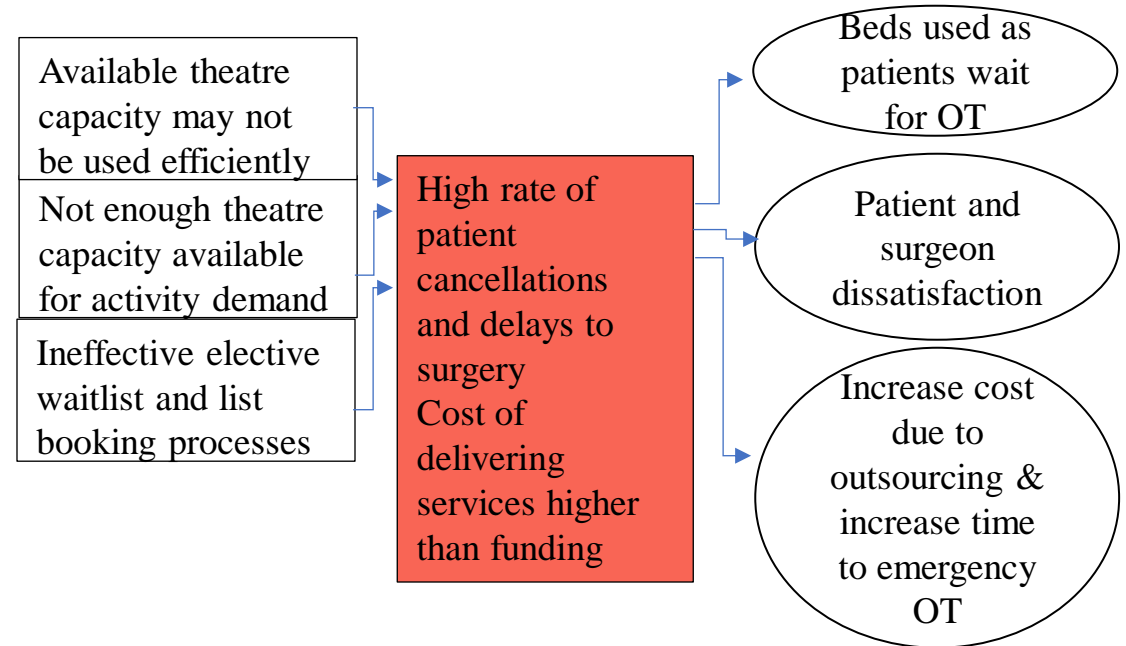 Available theatre
capacity may not
be used efficiently
Not enough theatre
capacity available
for activity demand
Ineffective elective
waitlist and list
booking processes
High rate of
patient
cancellations
and delays to
surgery
Cost of
delivering
services higher
than funding
Beds used as
patients wait
for OT
Patient and
surgeon
dissatisfaction
Increase cost
due to
outsourcing &
increase time
to emergency
OT